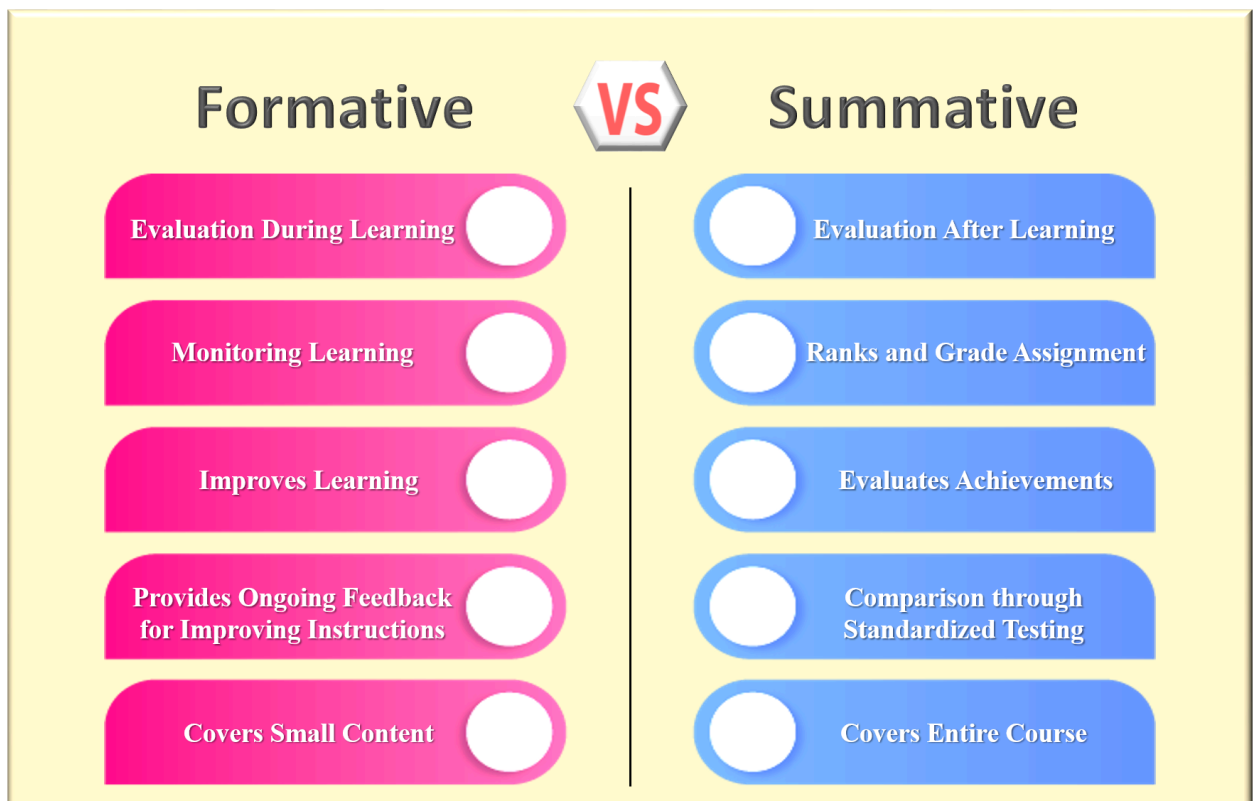 Formative VS Summative
Evaluation During Learning
Evaluation After Learning
Monitoring Learning
Ranks and Grade Assignment
Improves Learning
Evaluates Achievements
Provides Ongoing Feedback
for Improving Instructions
Comparison through
Standardized Testing
Covers Small Content
Covers Entire Course